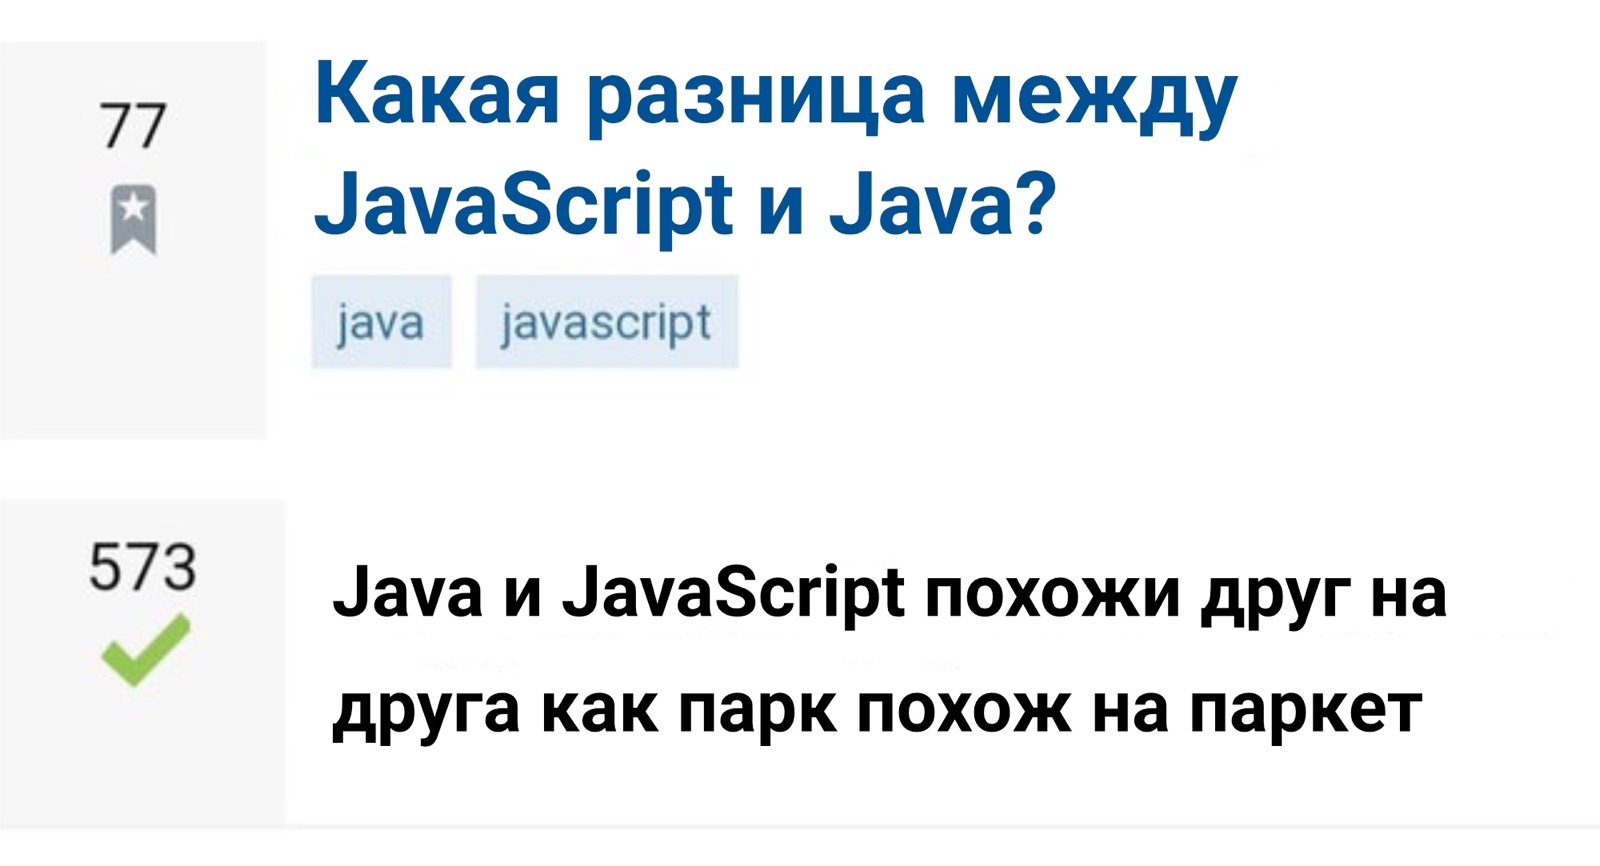 77
Какая разница между
JavaScript и Java?
java javascript
573
Java и JavaScript похожи друг на
друга как парк похож на паркет